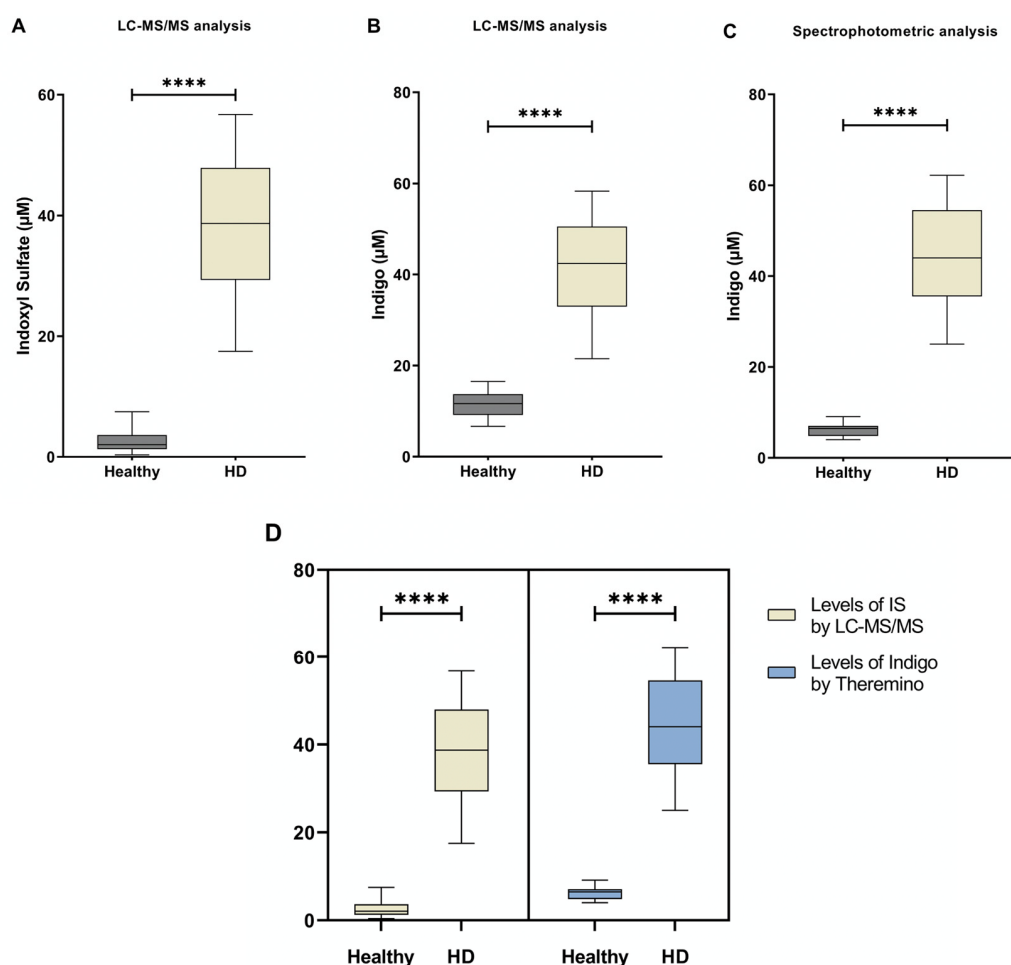 A
LC-MS/MS analysis
****
60
40
20
0
Indoxyl Sulfate (µM)
Healthy
HD
B
LC-MS/MS analysis
****
80
60
40
20
0
Indigo (µM)
Healthy
HD
C
Spectrophotometric analysis
****
80
60
40
20
0
Indigo (µM)
Healthy
HD
D
80
60
40
20
0
****
****
Healthy
HD
Healthy
HD
Levels of IS
by LC-MS/MS
Levels of Indigo
by Theremino